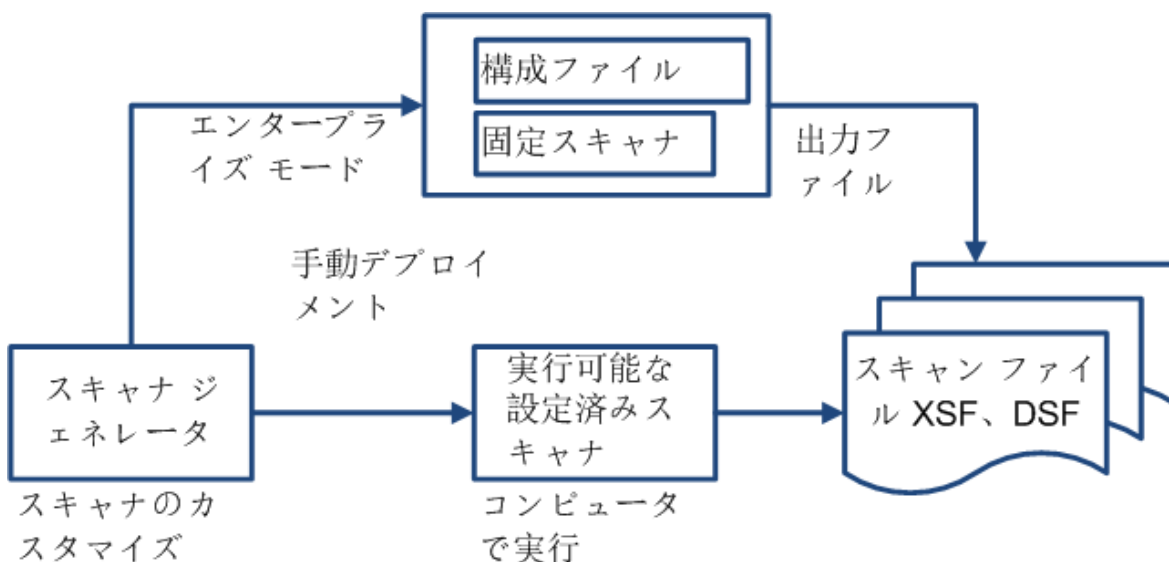 構成ファイル
固定スキャナ
エンタープラ
イズ モード
出力フ
ァイル
手動デプロイ
メント
スキャナ ジ
ェネレータ
実行可能な
設定済みス
キャナ
スキャン ファイ
ル XSF、DSF
スキャナのカ
スタマイズ
コンピュータ
で実行